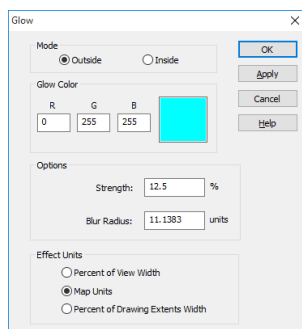 Glow
Mode
Outside Inside
OK
Apply
Cancel
Help
Glow Color
R G B
0 255 255
Options
Strength: 12.5 %
Blur Radius: 11.1383 units
Effect Units
Percent of View Width
Map Units
Percent of Drawing Extents Width